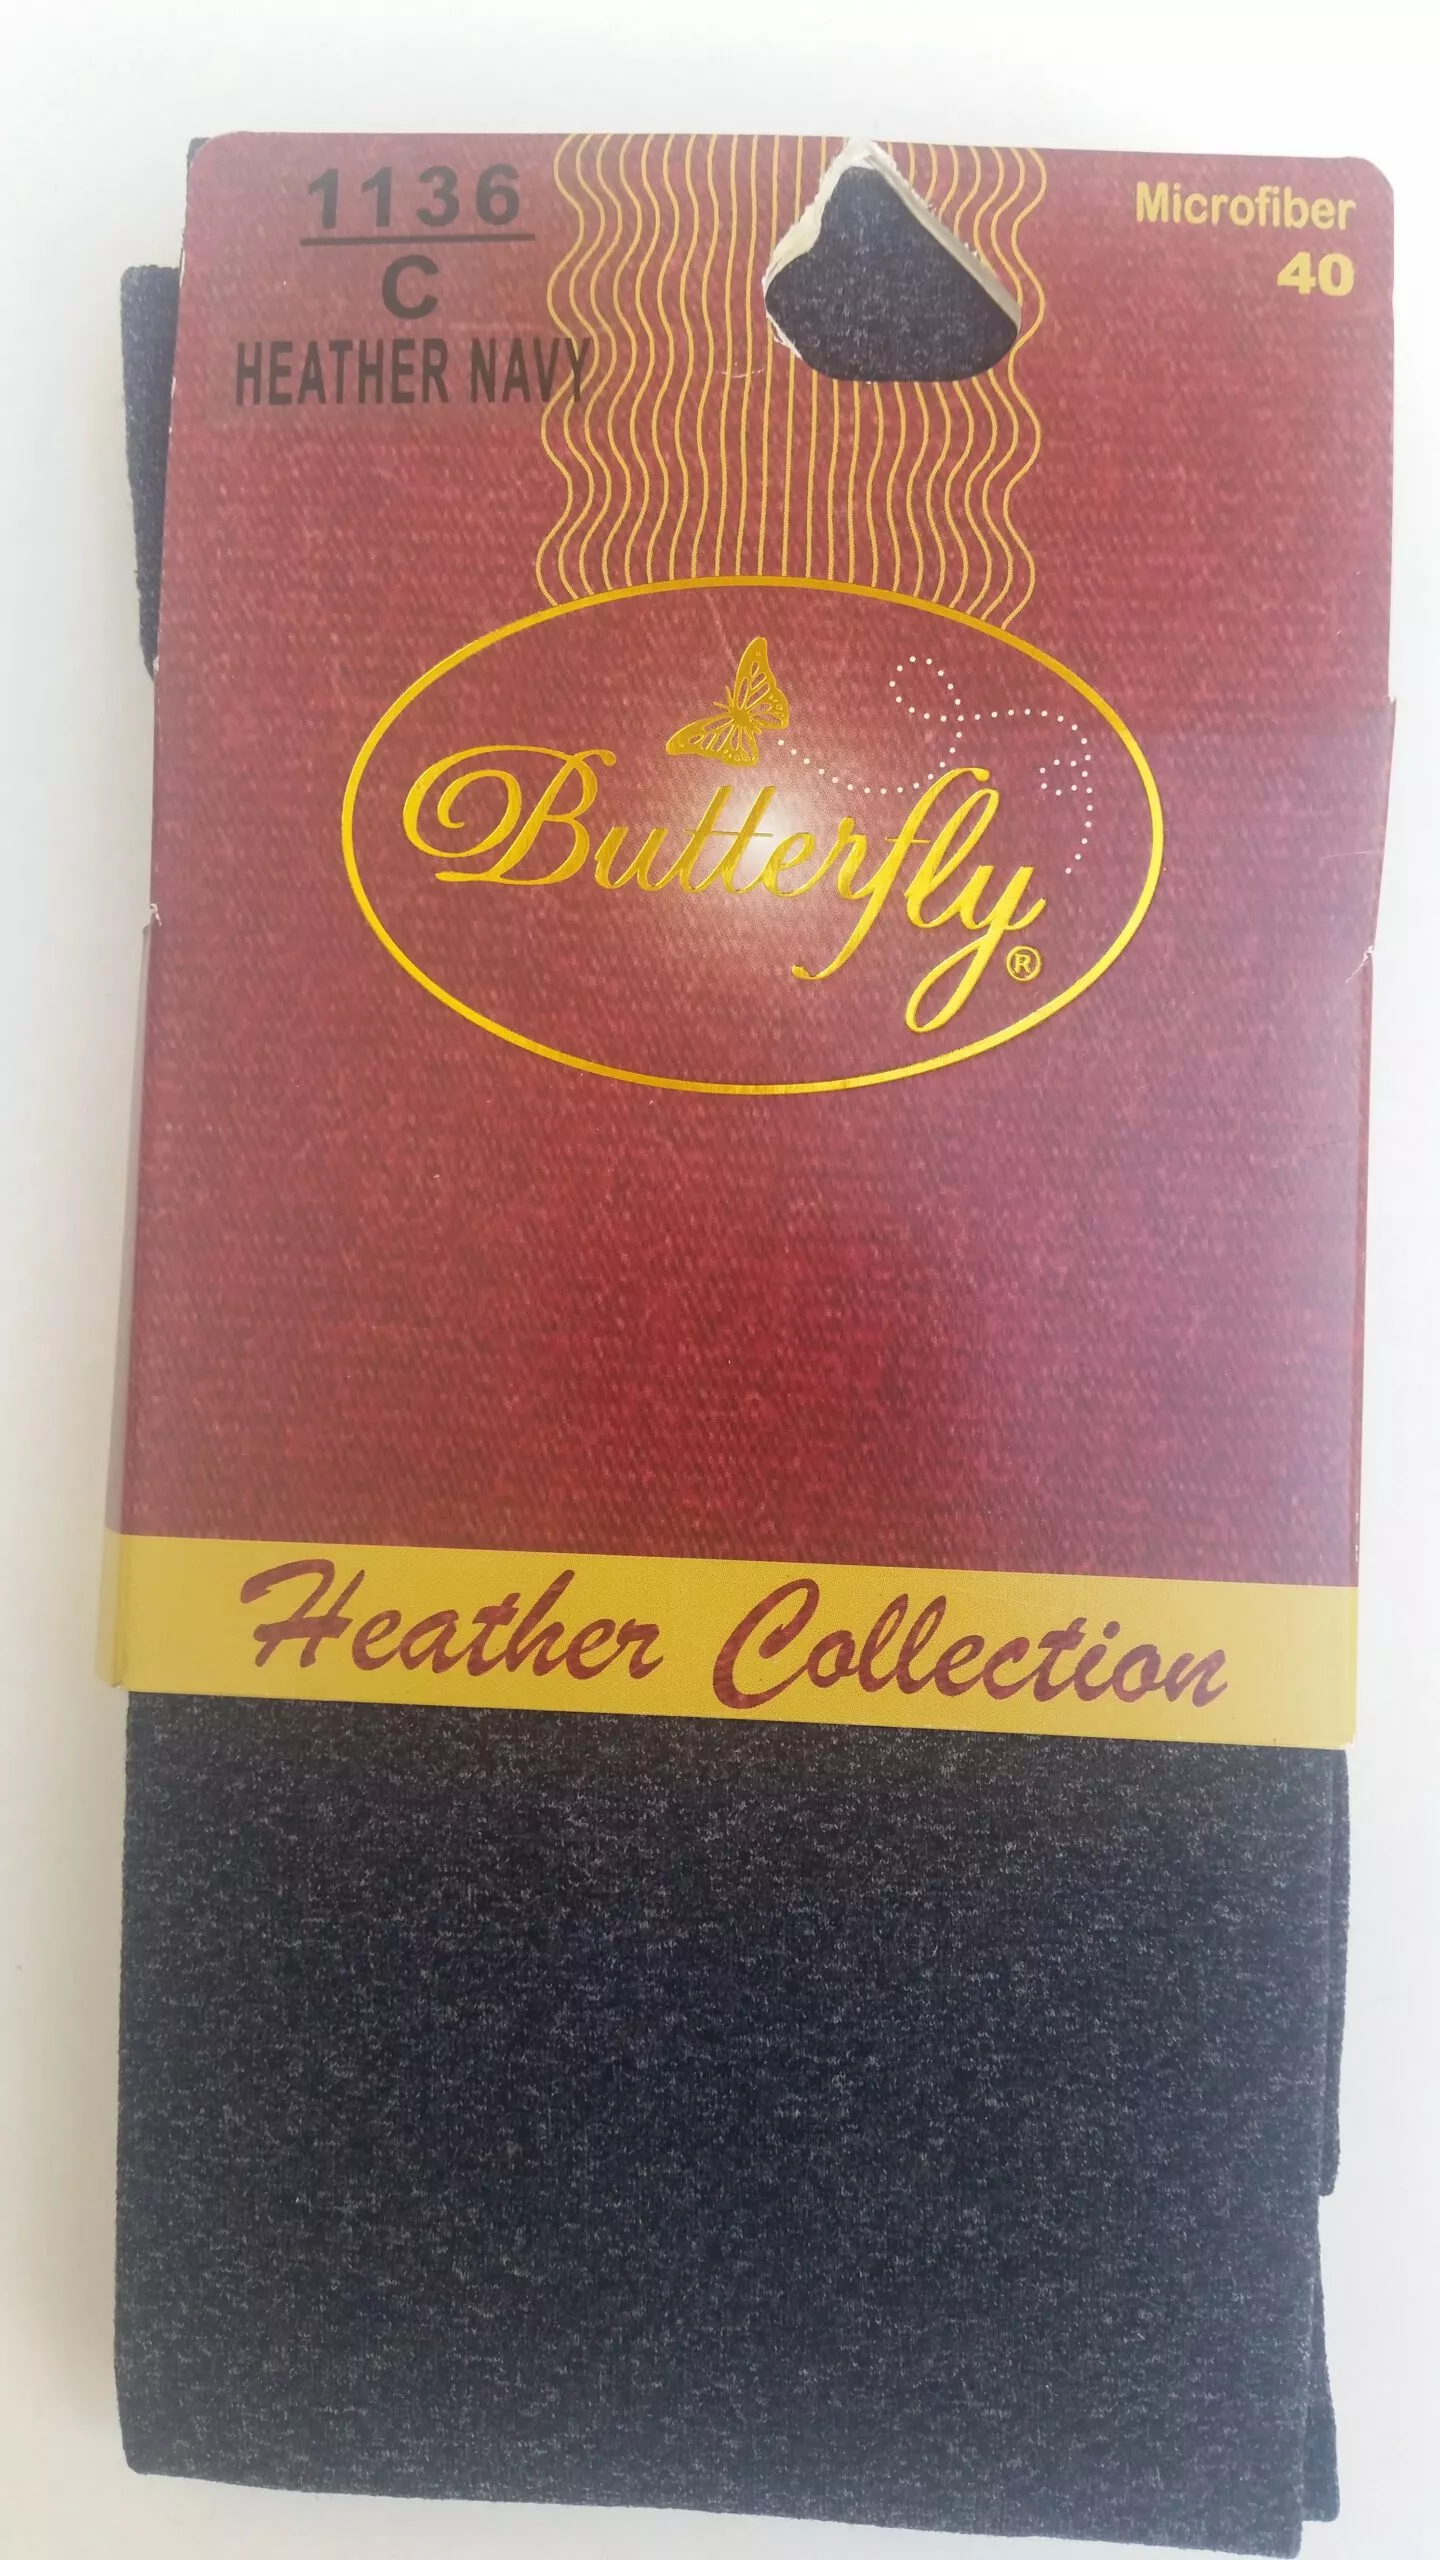 1136
C
HEATHER NAVY
Microfiber
40
Butterfly®
Heather Collection